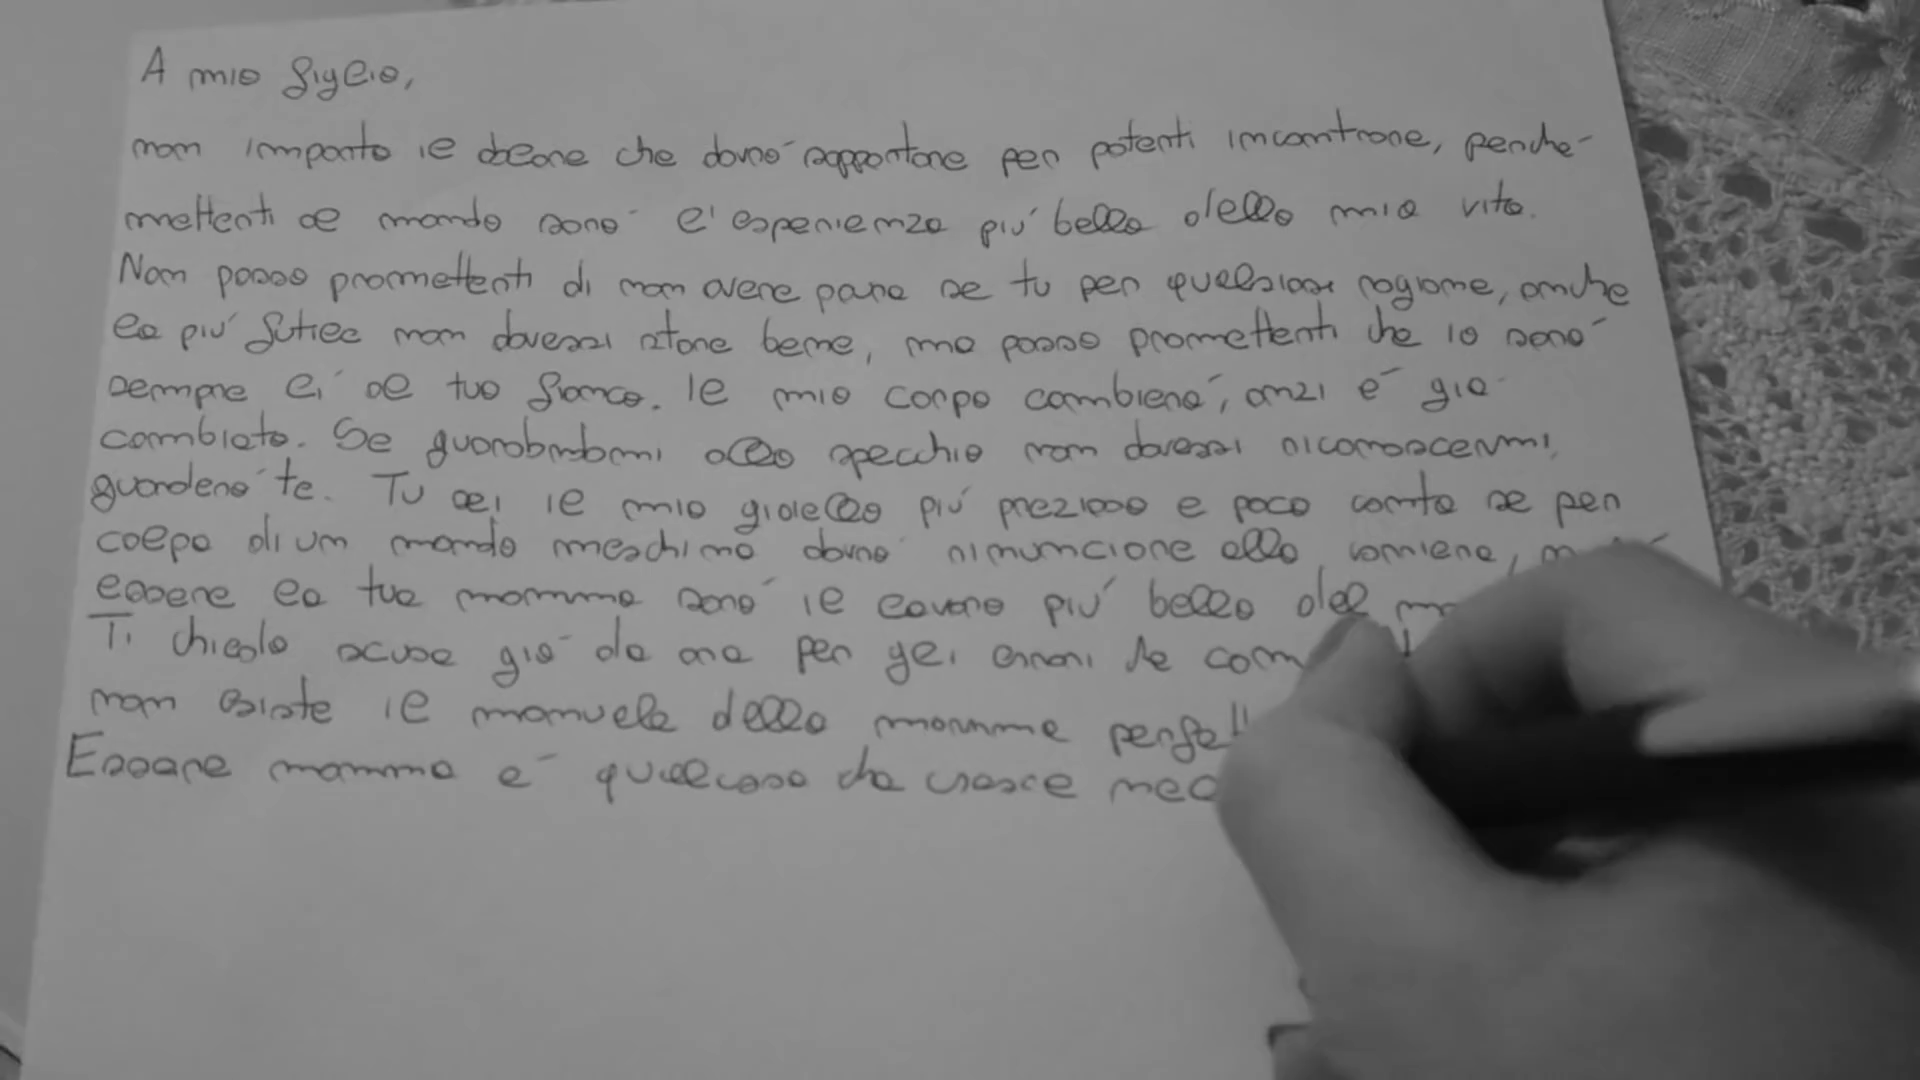 A mio figlio,
non importa il dolore che dovrò sopportare per poterti incontrare, perché
metterti al mondo sarà l'esperienza più bella della mia vita.
Non posso prometterti di non avere paura se tu per qualsiasi ragione, anche
la più futile non dovessi stare bene, ma posso prometterti che io sarò
sempre lì al tuo fianco. Il mio corpo cambierà, anzi è già
cambiato. Se guardandomi allo specchio non dovessi riconoscermi,
guarderò te. Tu sei il mio gioiello più prezioso e poco conta se per
colpa di un mondo meschino dovrò rinunciare alla carriera,
essere la tua mamma sarà il lavoro più bello del
Ti chiedo scusa già da ora per gli errori che
non esiste il manuale della mamma
Essere mamma è qualcosa che cresce